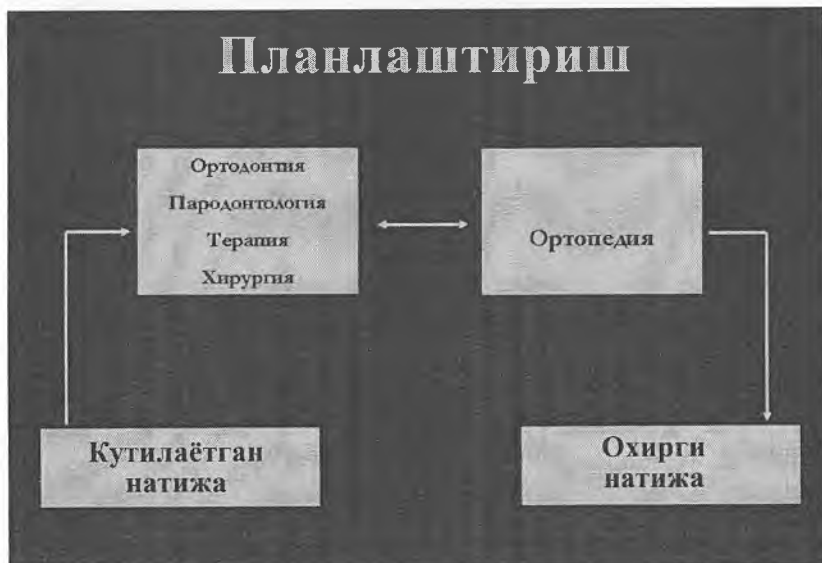 Планлаштириш
Ортодонтия
Пародонтология
Терапия
Хирургия
Ортопедия
Кутилаётган
натижа
Охирги
натижа